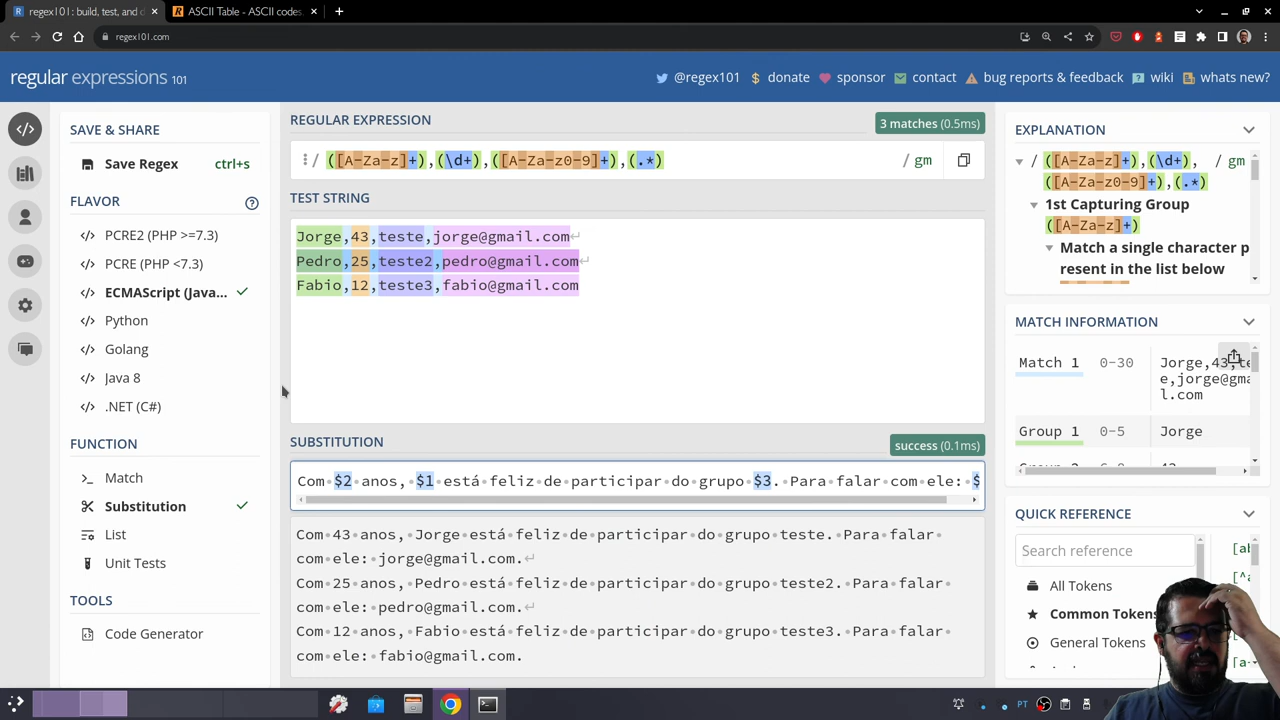 regex101: build, test, and d
ASCII Table - ASCII codes,
regex101.com
regular expressions 101
@regex101
donate
sponsor
contact
bug reports & feedback
wiki
whats new?
SAVE & SHARE
Save Regex
ctrl+s
FLAVOR
PCRE2 (PHP >=7.3)
PCRE (PHP <7.3)
ECMAScript (Java...
Python
Golang
Java 8
.NET (C#)
FUNCTION
Match
Substitution
List
Unit Tests
TOOLS
Code Generator
REGULAR EXPRESSION
3 matches (0.5ms)
/ ([A-Za-z]+),(\d+),([A-Za-z0-9]+),(.*)
/ gm
TEST STRING
Jorge,43,teste,jorge@gmail.com
Pedro,25,teste2,pedro@gmail.com
Fabio,12,teste3,fabio@gmail.com
SUBSTITUTION
success (0.1ms)
Com $2 anos, $1 está feliz de participar do grupo $3. Para falar com ele: $
Com 43 anos, Jorge está feliz de participar do grupo teste. Para falar
com ele: jorge@gmail.com.
Com 25 anos, Pedro está feliz de participar do grupo teste2. Para falar
com ele: pedro@gmail.com.
Com 12 anos, Fabio está feliz de participar do grupo teste3. Para falar
com ele: fabio@gmail.com.
EXPLANATION
/ ([A-Za-z]+),(\d+), / gm
([A-Za-z0-9]+),(.*)
1st Capturing Group
([A-Za-z]+)
Match a single character p
resent in the list below
MATCH INFORMATION
Match 1
0-30
Jorge,43,te
e,jorge@gma
l.com
Group 1
0-5
Jorge
QUICK REFERENCE
Search reference
All Tokens
Common Tokens
General Tokens
PT